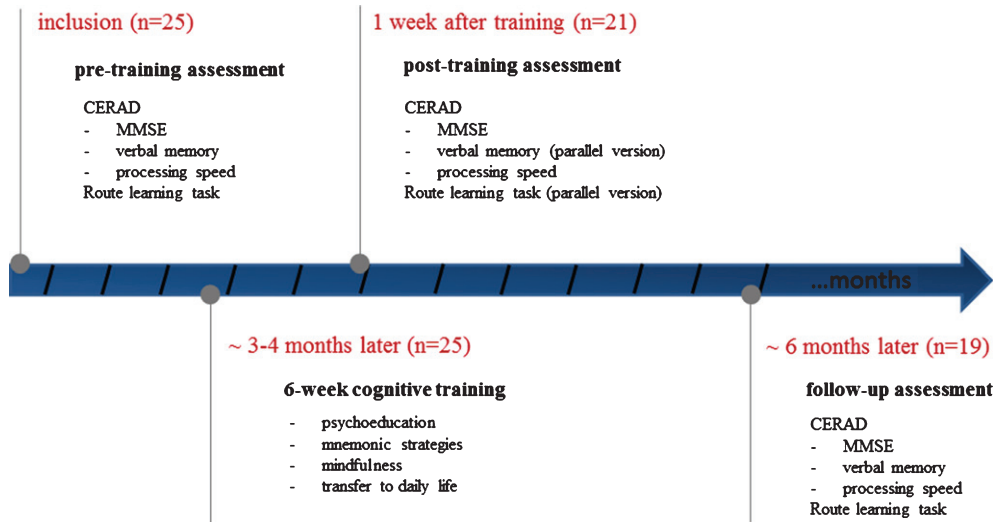 inclusion (n=25)
pre-training assessment
CERAD
- MMSE
- verbal memory
- processing speed
Route learning task
1 week after training (n=21)
post-training assessment
CERAD
- MMSE
- verbal memory (parallel version)
- processing speed
Route learning task (parallel version)
...months
~ 3-4 months later (n=25)
6-week cognitive training
- psychoeducation
- mnemonic strategies
- mindfulness
- transfer to daily life
~ 6 months later (n=19)
follow-up assessment
CERAD
- MMSE
- verbal memory
- processing speed
Route learning task